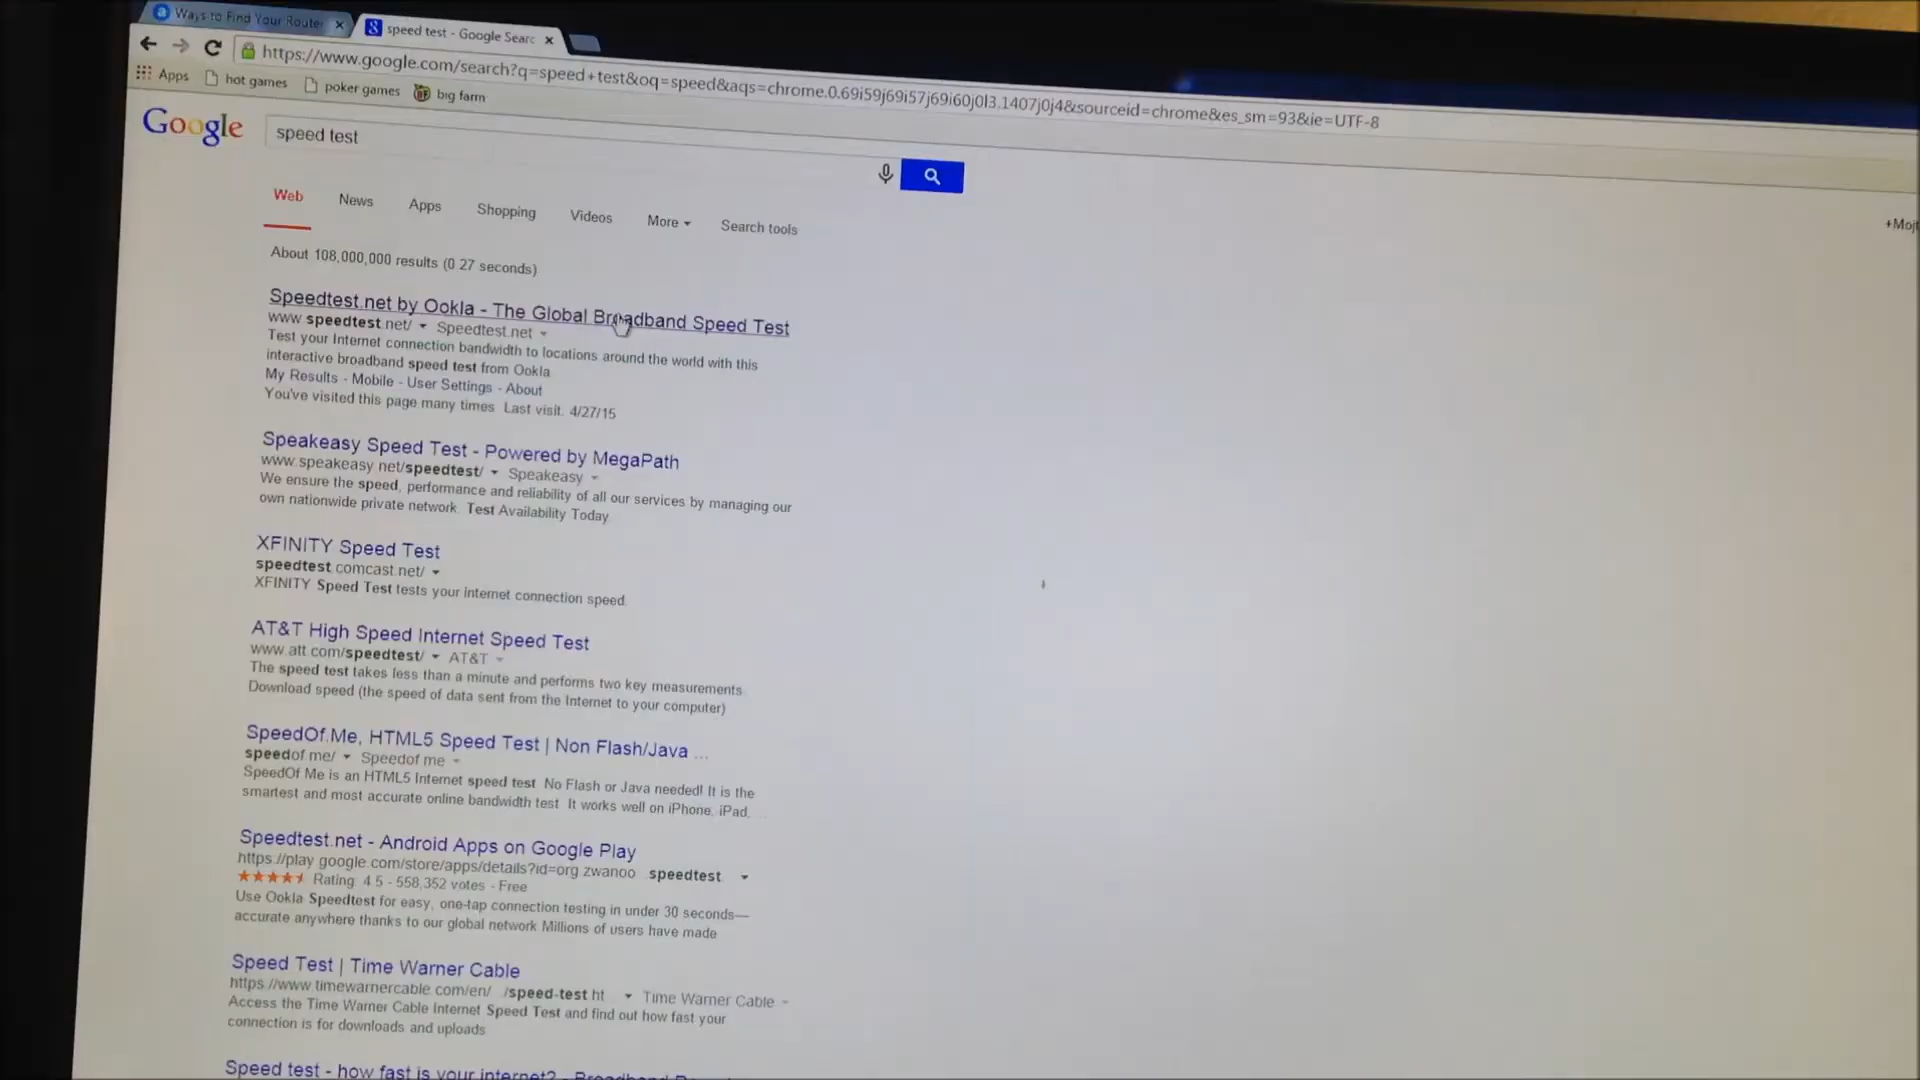 Ways to Find Your Router
speed test - Google Searc
https://www.google.com/search?q=speed+test&oq=speed&aqs=chrome.0.69i59j69i57j69i60j0l3.1407j0j4&sourceid=chrome&es_sm=93&ie=UTF-8
Apps hot games poker games big farm
Google speed test
Web News Apps Shopping Videos More Search tools
+Moj
About 108,000,000 results (0 27 seconds)
Speedtest.net by Ookla - The Global Broadband Speed Test
www.speedtest.net/ Speedtest.net
Test your Internet connection bandwidth to locations around the world with this
interactive broadband speed test from Ookla
My Results - Mobile - User Settings - About
You've visited this page many times. Last visit: 4/27/15
Speakeasy Speed Test - Powered by MegaPath
www.speakeasy.net/speedtest/ Speakeasy
We ensure the speed, performance and reliability of all our services by managing our
own nationwide private network. Test Availability Today
XFINITY Speed Test
speedtest.comcast.net/
XFINITY Speed Test tests your internet connection speed.
AT&T High Speed Internet Speed Test
www.att.com/speedtest/ AT&T
The speed test takes less than a minute and performs two key measurements
Download speed (the speed of data sent from the Internet to your computer)
SpeedOf.Me, HTML5 Speed Test | Non Flash/Java ...
speedof.me/ Speedof.me
SpeedOf.Me is an HTML5 Internet speed test. No Flash or Java needed! It is the
smartest and most accurate online bandwidth test. It works well on iPhone, iPad,
Speedtest.net - Android Apps on Google Play
https://play.google.com/store/apps/details?id=org.zwanoo speedtest
Rating: 4.5 - 558,352 votes - Free
Use Ookla Speedtest for easy, one-tap connection testing in under 30 seconds—
accurate anywhere thanks to our global network Millions of users have made
Speed Test | Time Warner Cable
https://www.timewarnercable.com/en/ /speed-test ht Time Warner Cable
Access the Time Warner Cable Internet Speed Test and find out how fast your
connection is for downloads and uploads
Speed test - how fast is your internet? - Broadband